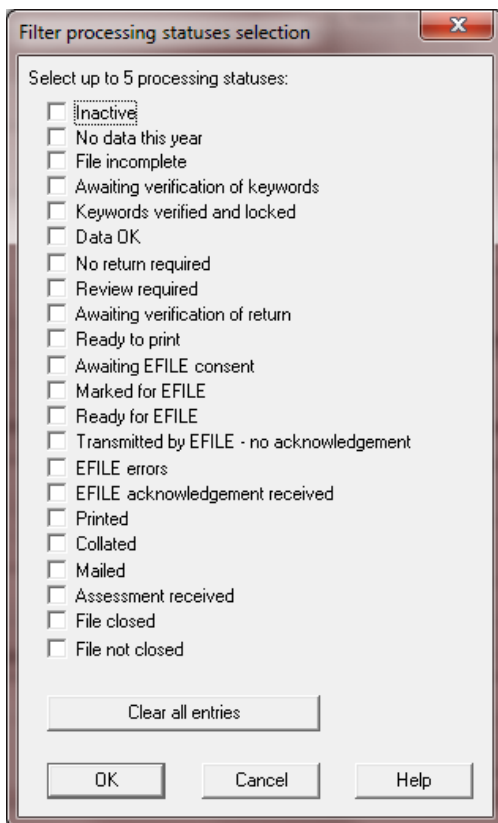 Filter processing statuses selection
Select up to 5 processing statuses:
Inactive
No data this year
File incomplete
Awaiting verification of keywords
Keywords verified and locked
Data OK
No return required
Review required
Awaiting verification of return
Ready to print
Awaiting EFILE consent
Marked for EFILE
Ready for EFILE
Transmitted by EFILE - no acknowledgement
EFILE errors
EFILE acknowledgement received
Printed
Collated
Mailed
Assessment received
File closed
File not closed
Clear all entries
OK Cancel Help